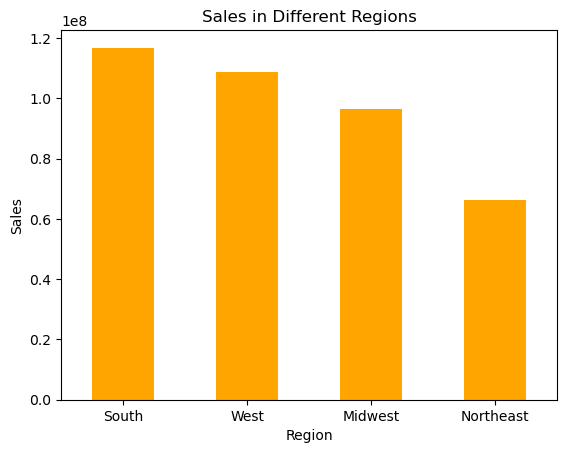 Sales in Different Regions
1e8
1.2
1.0
0.8
0.6
0.4
0.2
0.0
Sales
South West Midwest Northeast
Region